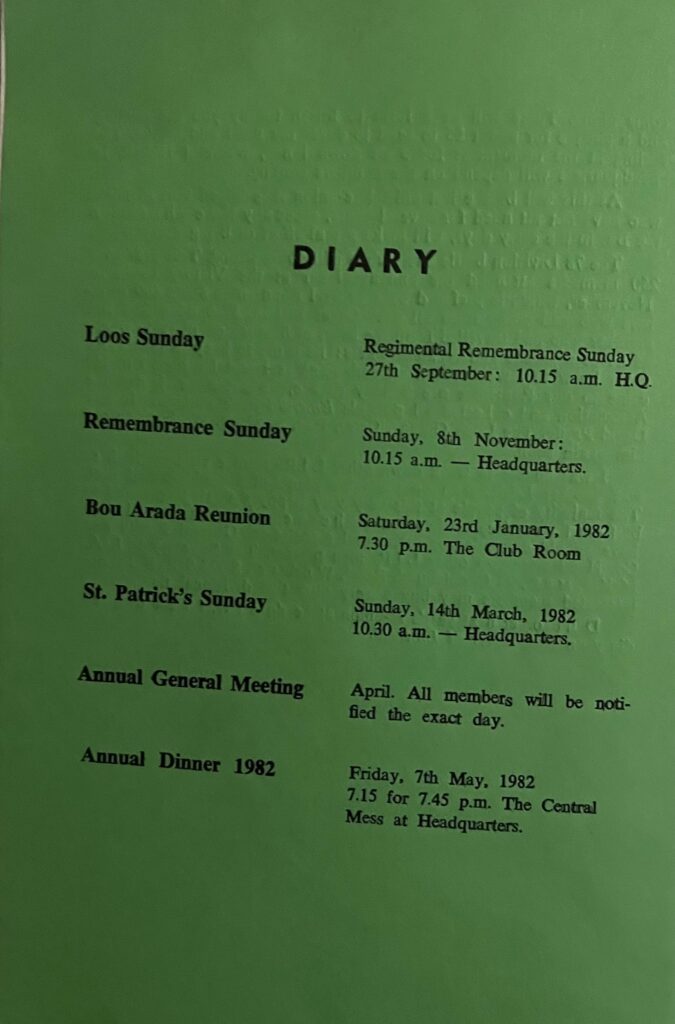 DIARY
Loos Sunday
Regimental Remembrance Sunday
27th September: 10.15 a.m. H.Q.
Remembrance Sunday
Sunday, 8th November:
10.15 a.m. — Headquarters.
Bou Arada Reunion
Saturday, 23rd January, 1982
7.30 p.m. The Club Room
St. Patrick's Sunday
Sunday, 14th March, 1982
10.30 a.m. — Headquarters.
Annual General Meeting
April. All members will be noti-
fied the exact day.
Annual Dinner 1982
Friday, 7th May, 1982
7.15 for 7.45 p.m. The Central
Mess at Headquarters.